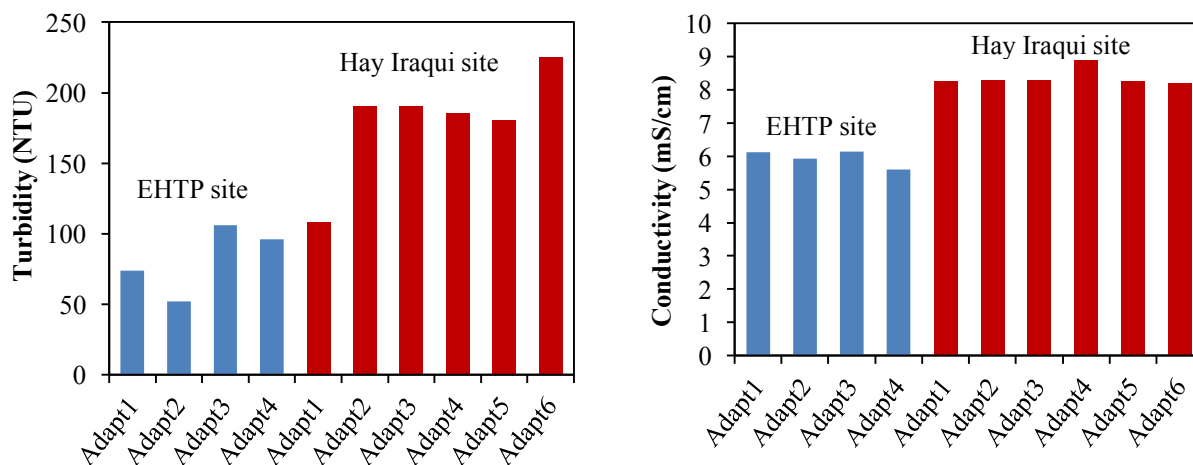 250
200
150
100
50
0
Turbidity (NTU)
Hay Iraqui site
EHTP site
Adapt1
Adapt2
Adapt3
Adapt4
Adapt1
Adapt2
Adapt3
Adapt4
Adapt5
Adapt6
10
9
8
7
6
5
4
3
2
1
0
Conductivity (mS/cm)
Hay Iraqui site
EHTP site
Adapt1
Adapt2
Adapt3
Adapt4
Adapt1
Adapt2
Adapt3
Adapt4
Adapt5
Adapt6